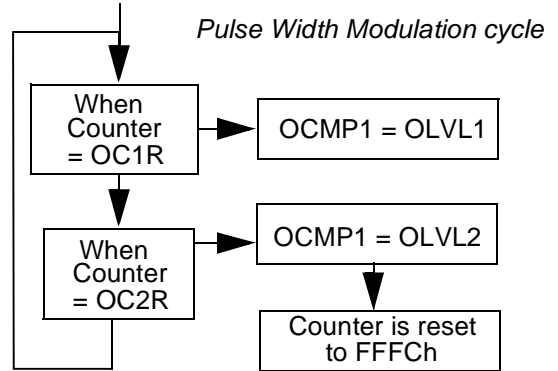 Pulse Width Modulation cycle
When
Counter
= OC1R
OCMP1 = OLVL1
When
Counter
= OC2R
OCMP1 = OLVL2
Counter is reset
to FFFCh